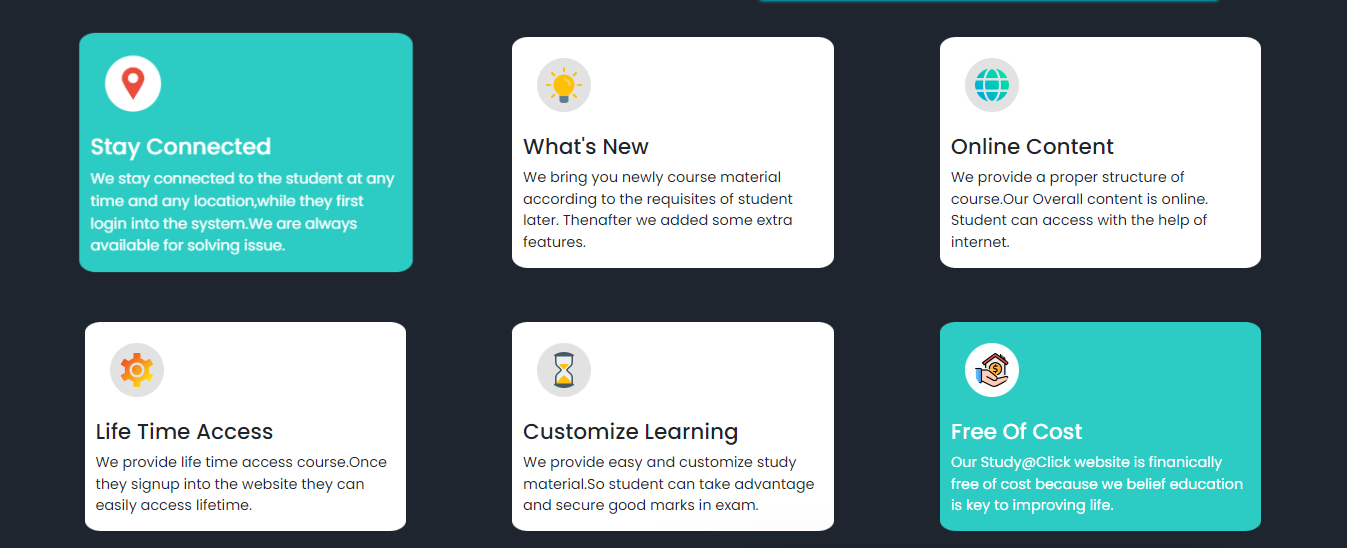 Stay Connected
We stay connected to the student at any
time and any location,while they first
login into the system.We are always
available for solving issue.
What's New
We bring you newly course material
according to the requisites of student
later. Thenafter we added some extra
features.
Online Content
We provide a proper structure of
course.Our Overall content is online.
Student can access with the help of
internet.
Life Time Access
We provide life time access course.Once
they signup into the website they can
easily access lifetime.
Customize Learning
We provide easy and customize study
material.So student can take advantage
and secure good marks in exam.
Free Of Cost
Our Study@Click website is finanically
free of cost because we belief education
is key to improving life.